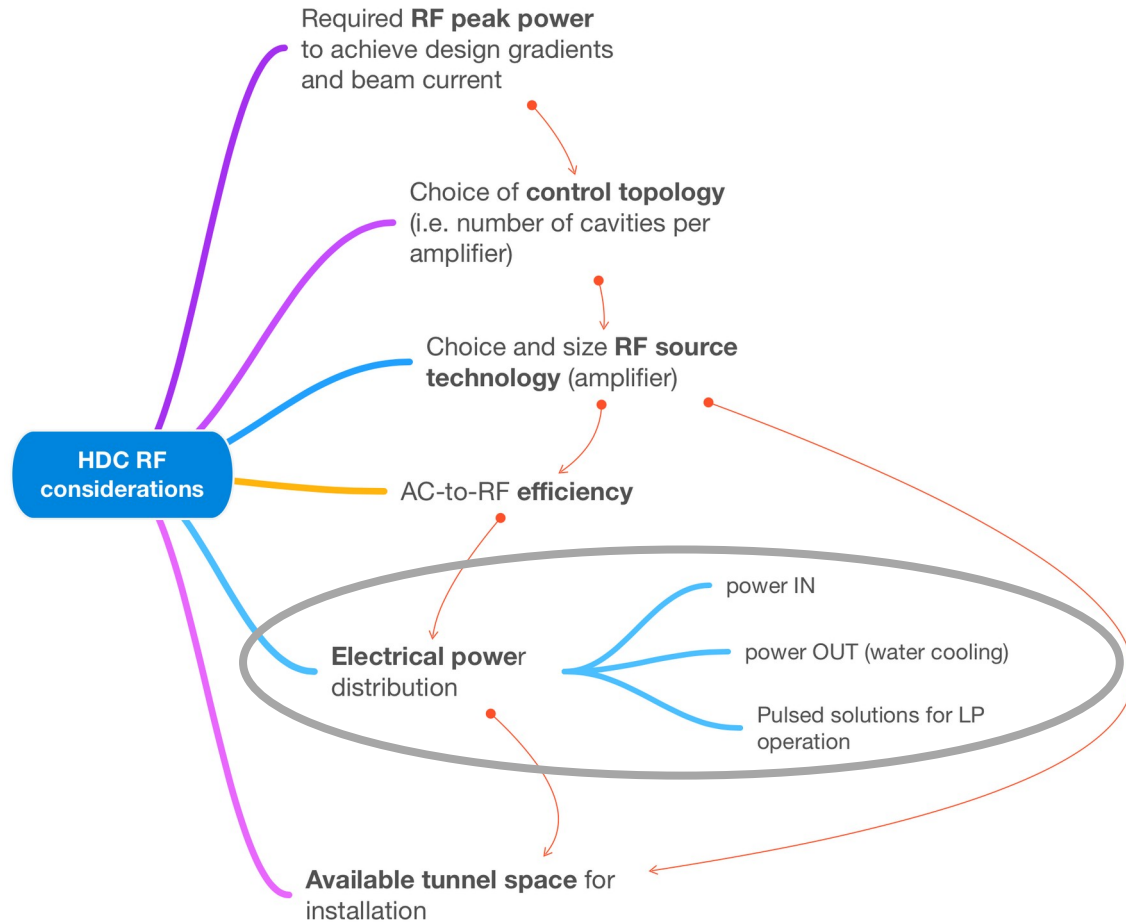 Required RF peak power
to achieve design gradients
and beam current
Choice of control topology
(i.e. number of cavities per
amplifier)
Choice and size RF source
technology (amplifier)
HDC RF
considerations
AC-to-RF efficiency
power IN
Electrical power
distribution
power OUT (water cooling)
Pulsed solutions for LP
operation
Available tunnel space for
installation